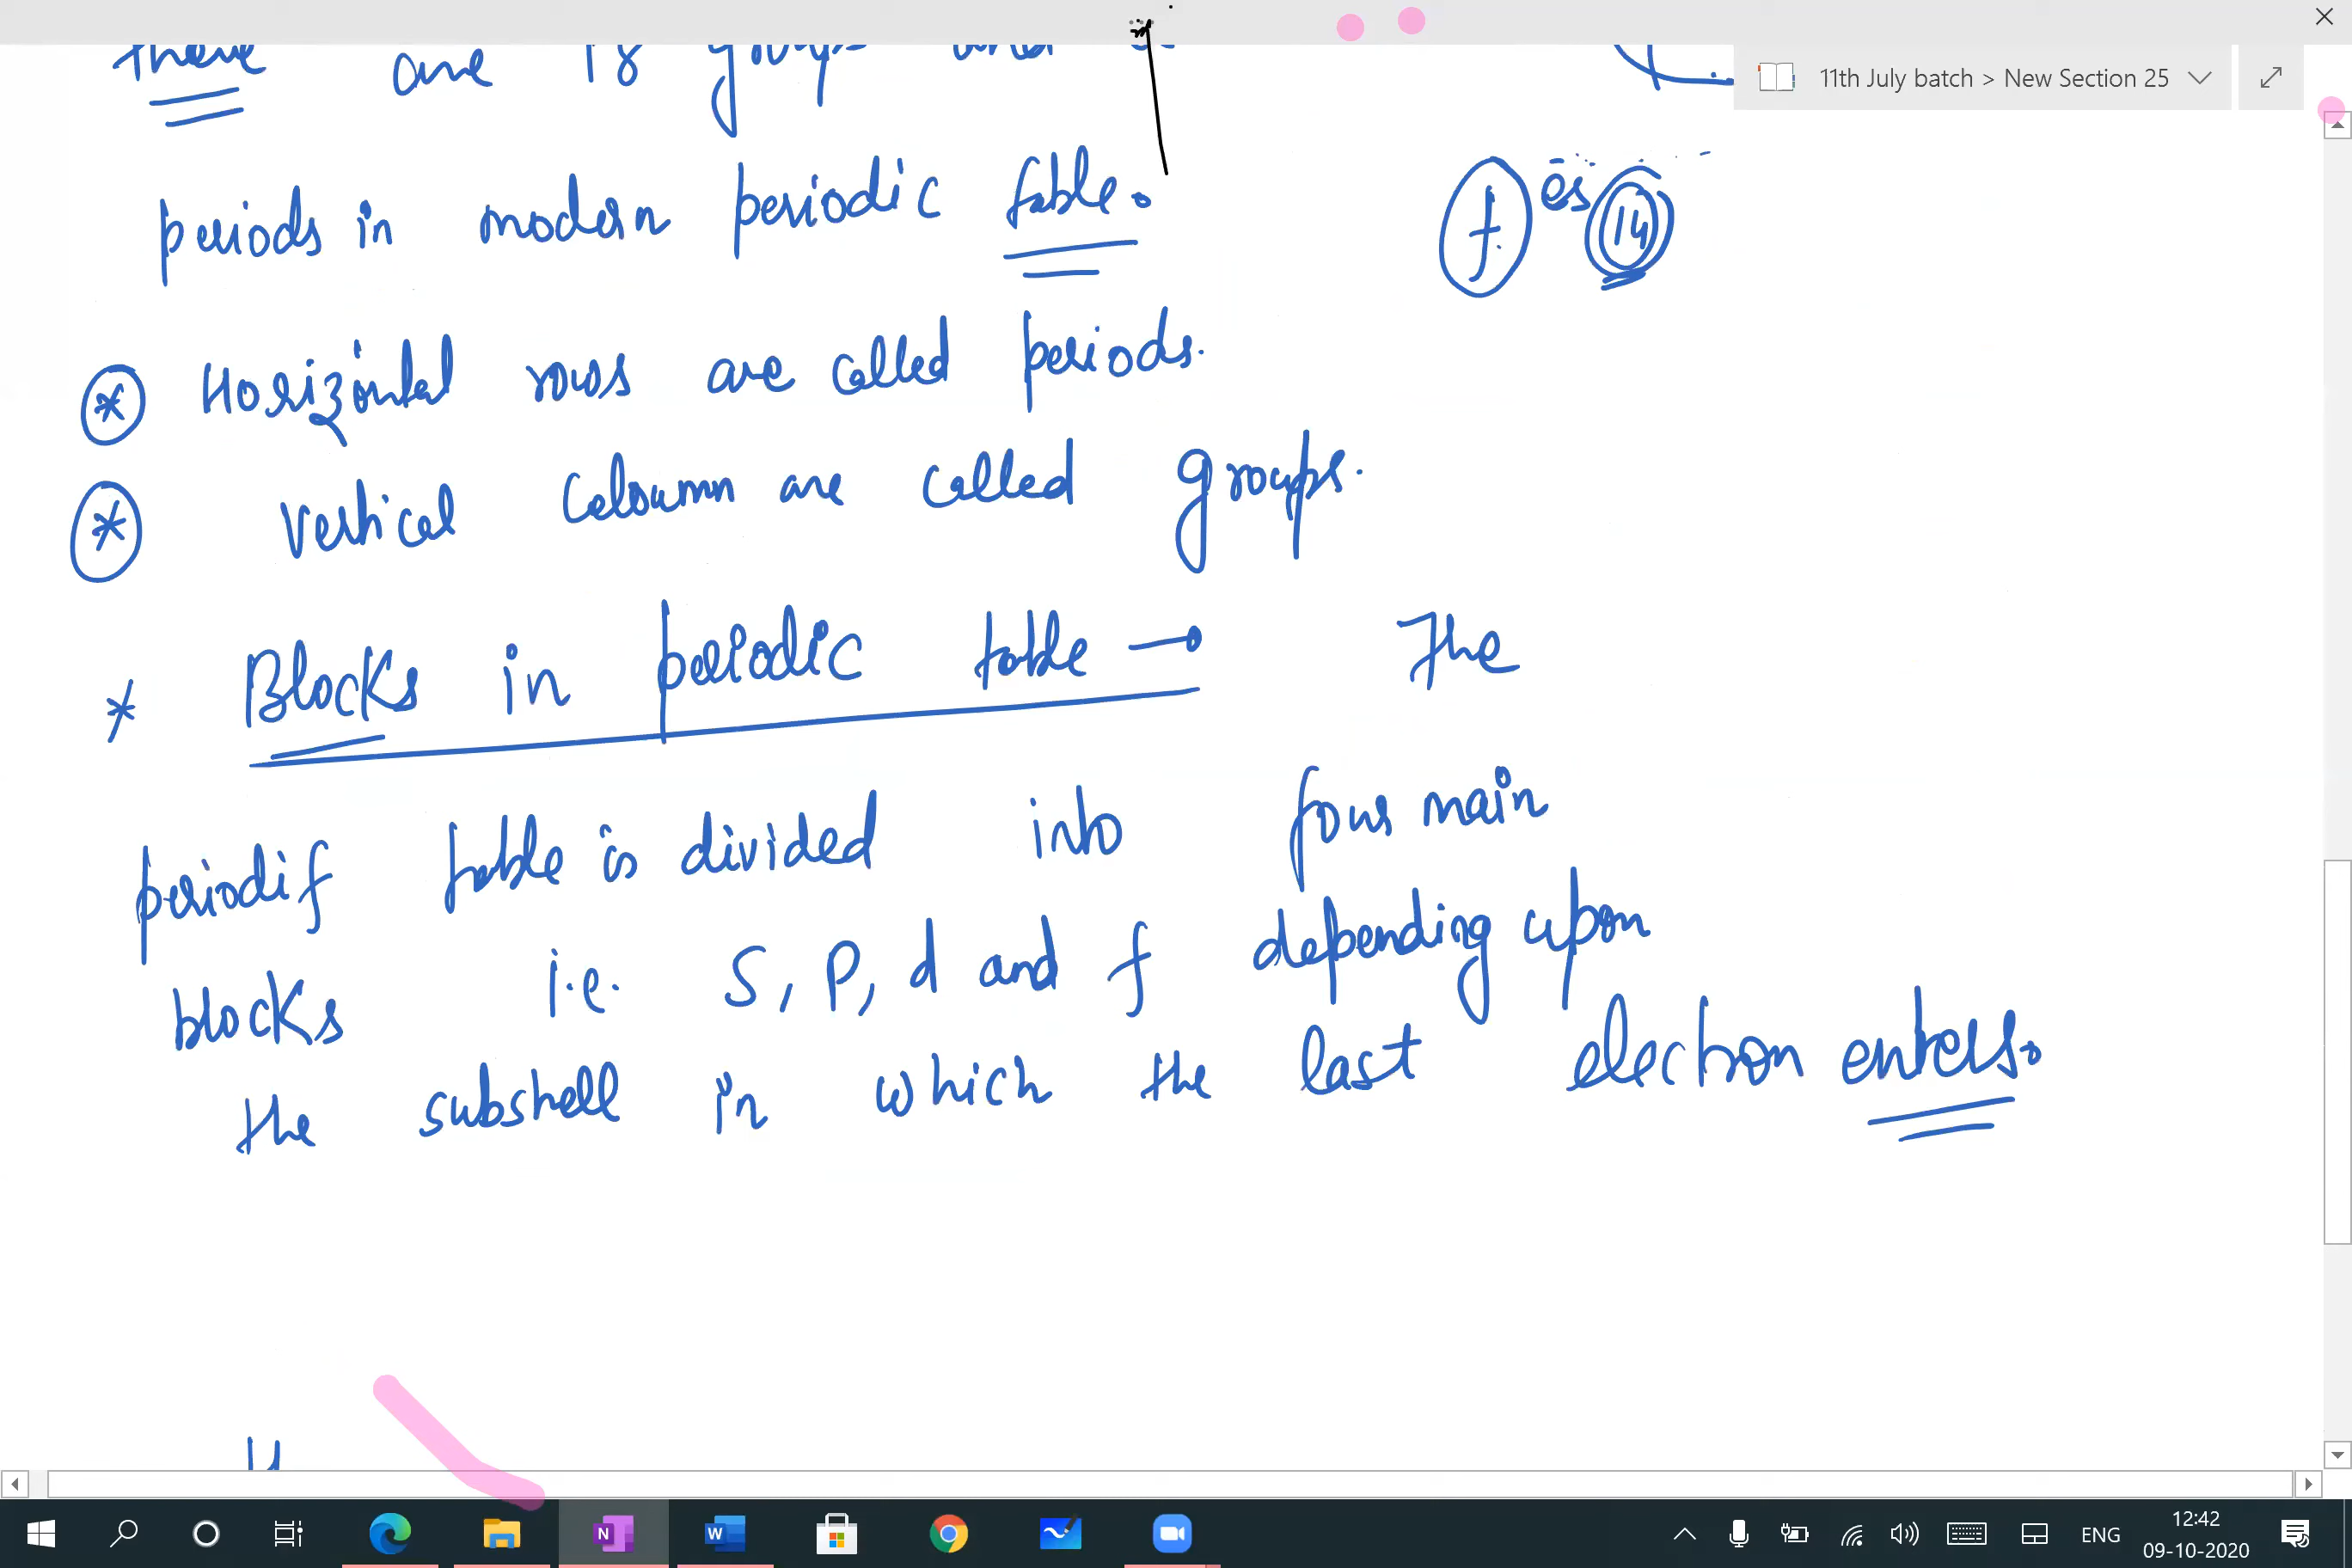 11th July batch > New Section 25
there are 18 groups and
periods in modern periodic table.
f es 14
* Horizontal rows are called periods.
* Vertical Coloumn are called groups.
* Blocks in periodic table → The
periodif table is divided into four main
blocks i.e. S, P, d and f depending upon
the subshell in which the last electron enters.
ENG
12:42
09-10-2020